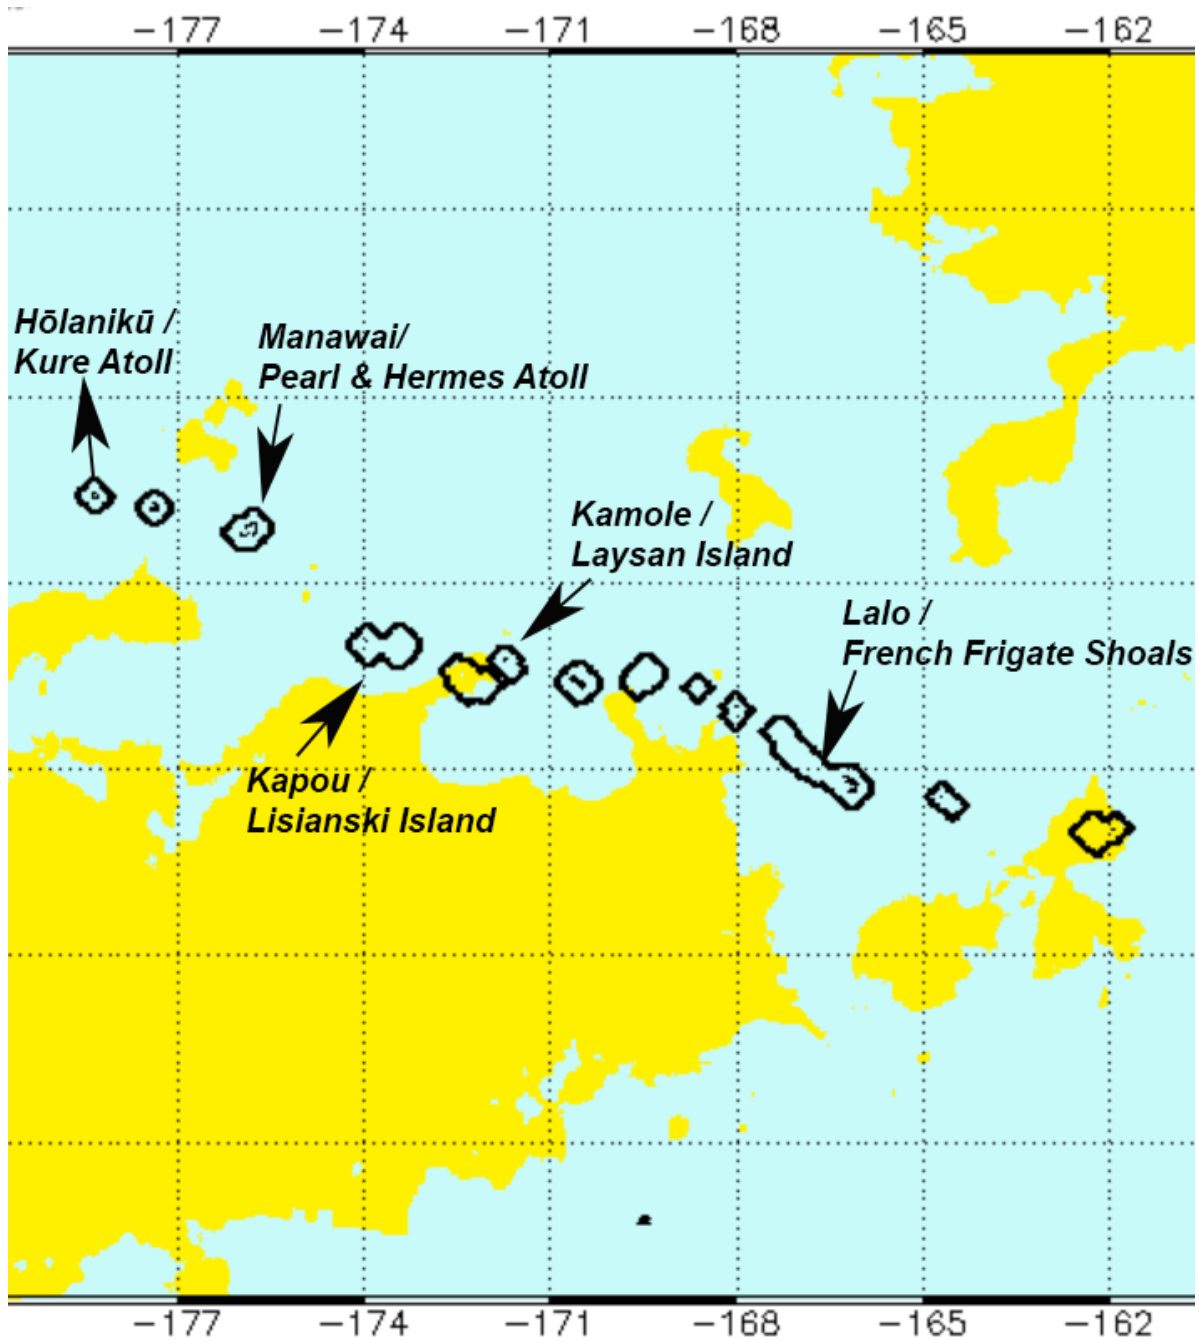 -177 -174 -171 -168 -165 -162
Hōlanikū /
Kure Atoll
Manawai/
Pearl & Hermes Atoll
Kamole /
Laysan Island
Lalo /
French Frigate Shoals
Kapou /
Lisianski Island
-177 -174 -171 -168 -165 -162